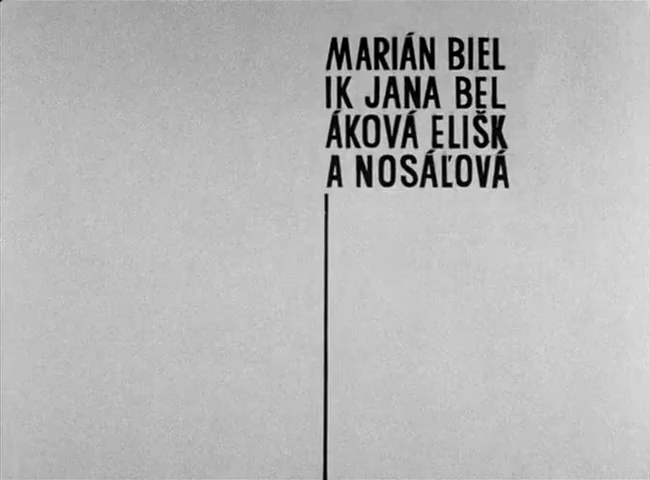 MARIÁN BIEL
IK JANA BEL
ÁKOVÁ ELIŠK
A NOSÁĽOVÁ